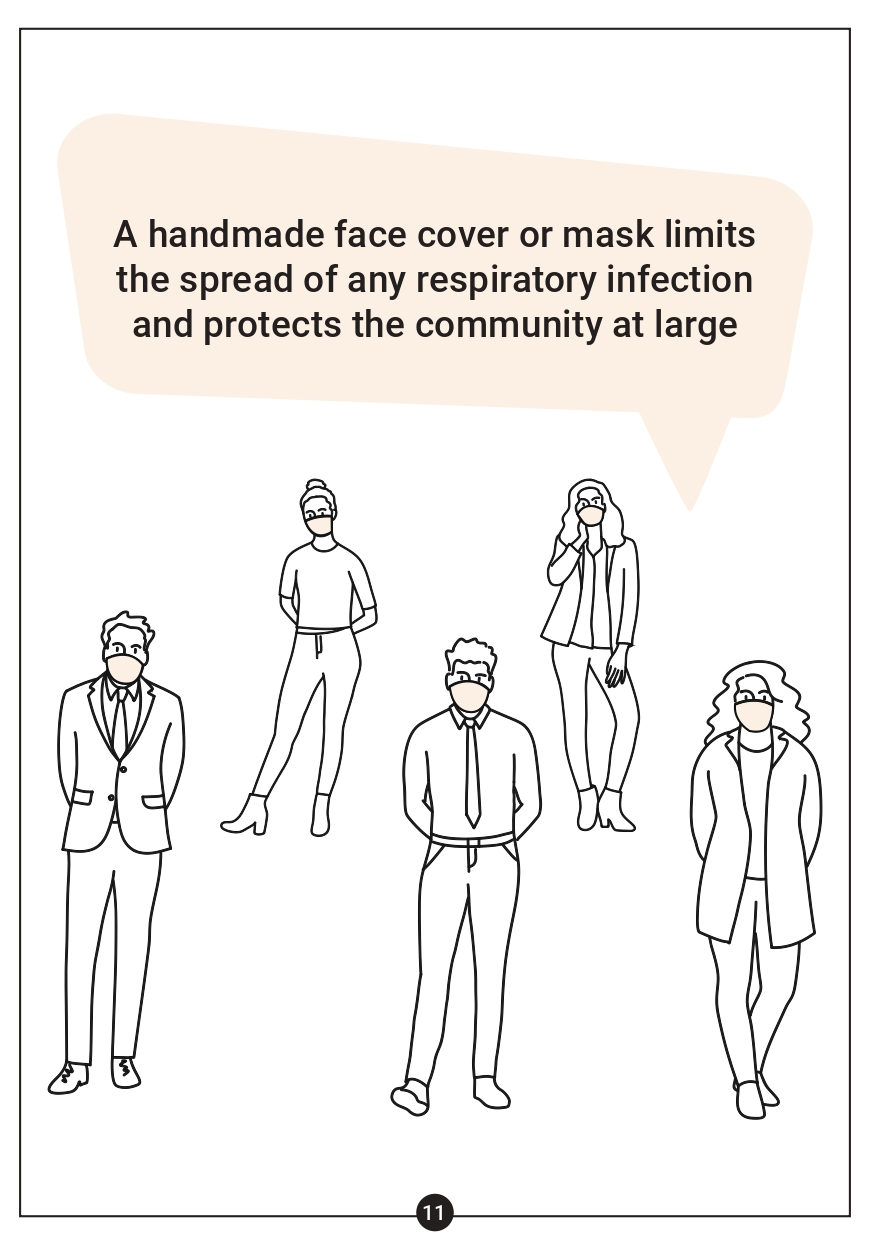 A handmade face cover or mask limits
the spread of any respiratory infection
and protects the community at large
11